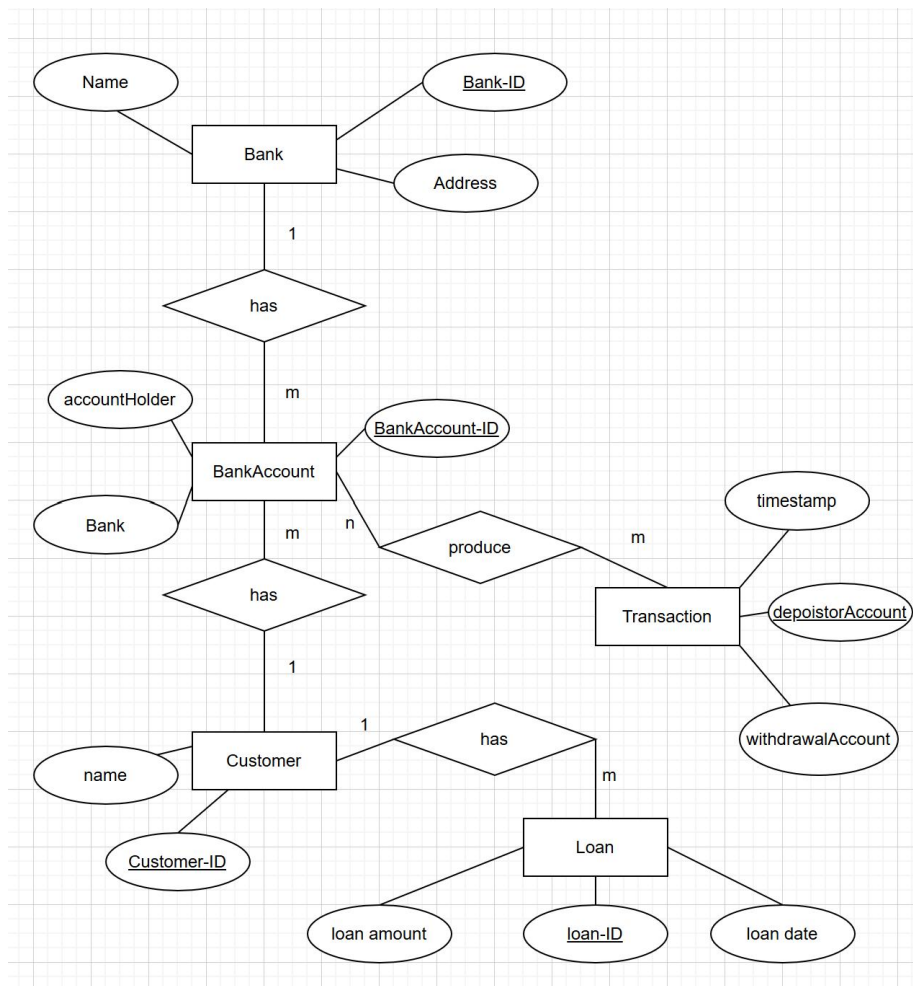 Name
Bank-ID
Bank
Address
1
has
m
accountHolder
BankAccount-ID
BankAccount
Bank
n
m
timestamp
produce
m
has
depoistorAccount
Transaction
1
1
has
withdrawalAccount
Customer
name
m
Loan
Customer-ID
loan amount
loan-ID
loan date